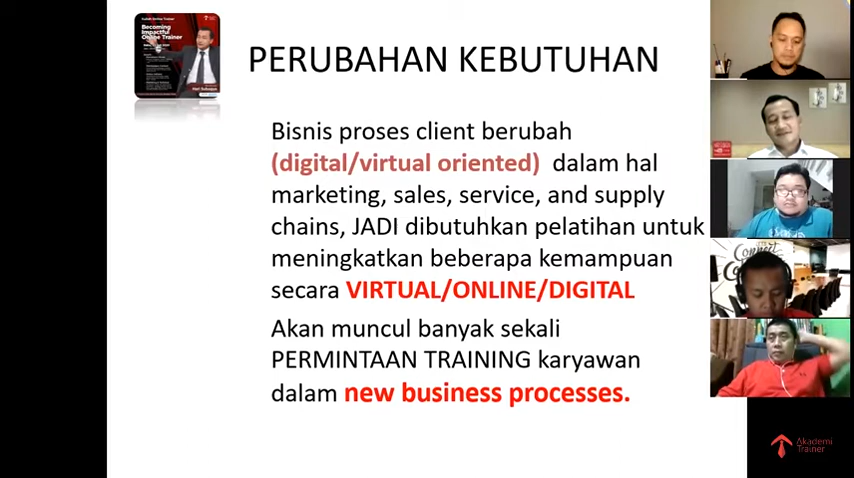 Becoming
Impactful
Online Trainer
PERUBAHAN KEBUTUHAN
Bisnis proses client berubah
(digital/virtual oriented) dalam hal
marketing, sales, service, and supply
chains, JADI dibutuhkan pelatihan untuk
meningkatkan beberapa kemampuan
secara VIRTUAL/ONLINE/DIGITAL
Akan muncul banyak sekali
PERMINTAAN TRAINING karyawan
dalam new business processes.
Connect
Akademi
Trainer